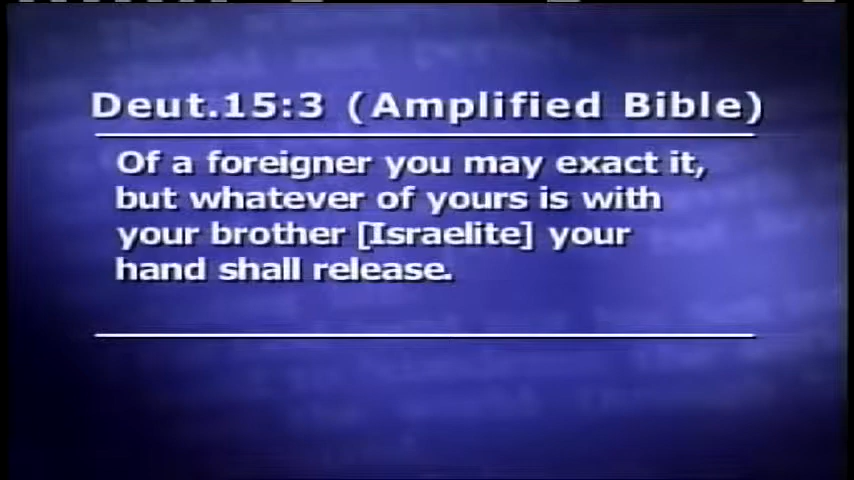 Deut.15:3 (Amplified Bible)
Of a foreigner you may exact it,
but whatever of yours is with
your brother [Israelite] your
hand shall release.